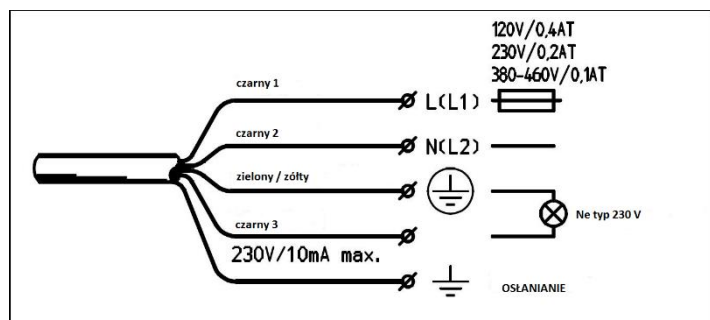 120V/0,4AT
230V/0,2AT
380-460V/0,1AT
czarny 1
L(L1)
czarny 2
N(L2)
zielony / zólty
Ne typ 230 V
czarny 3
230V/10mA max.
OSŁANIANIE